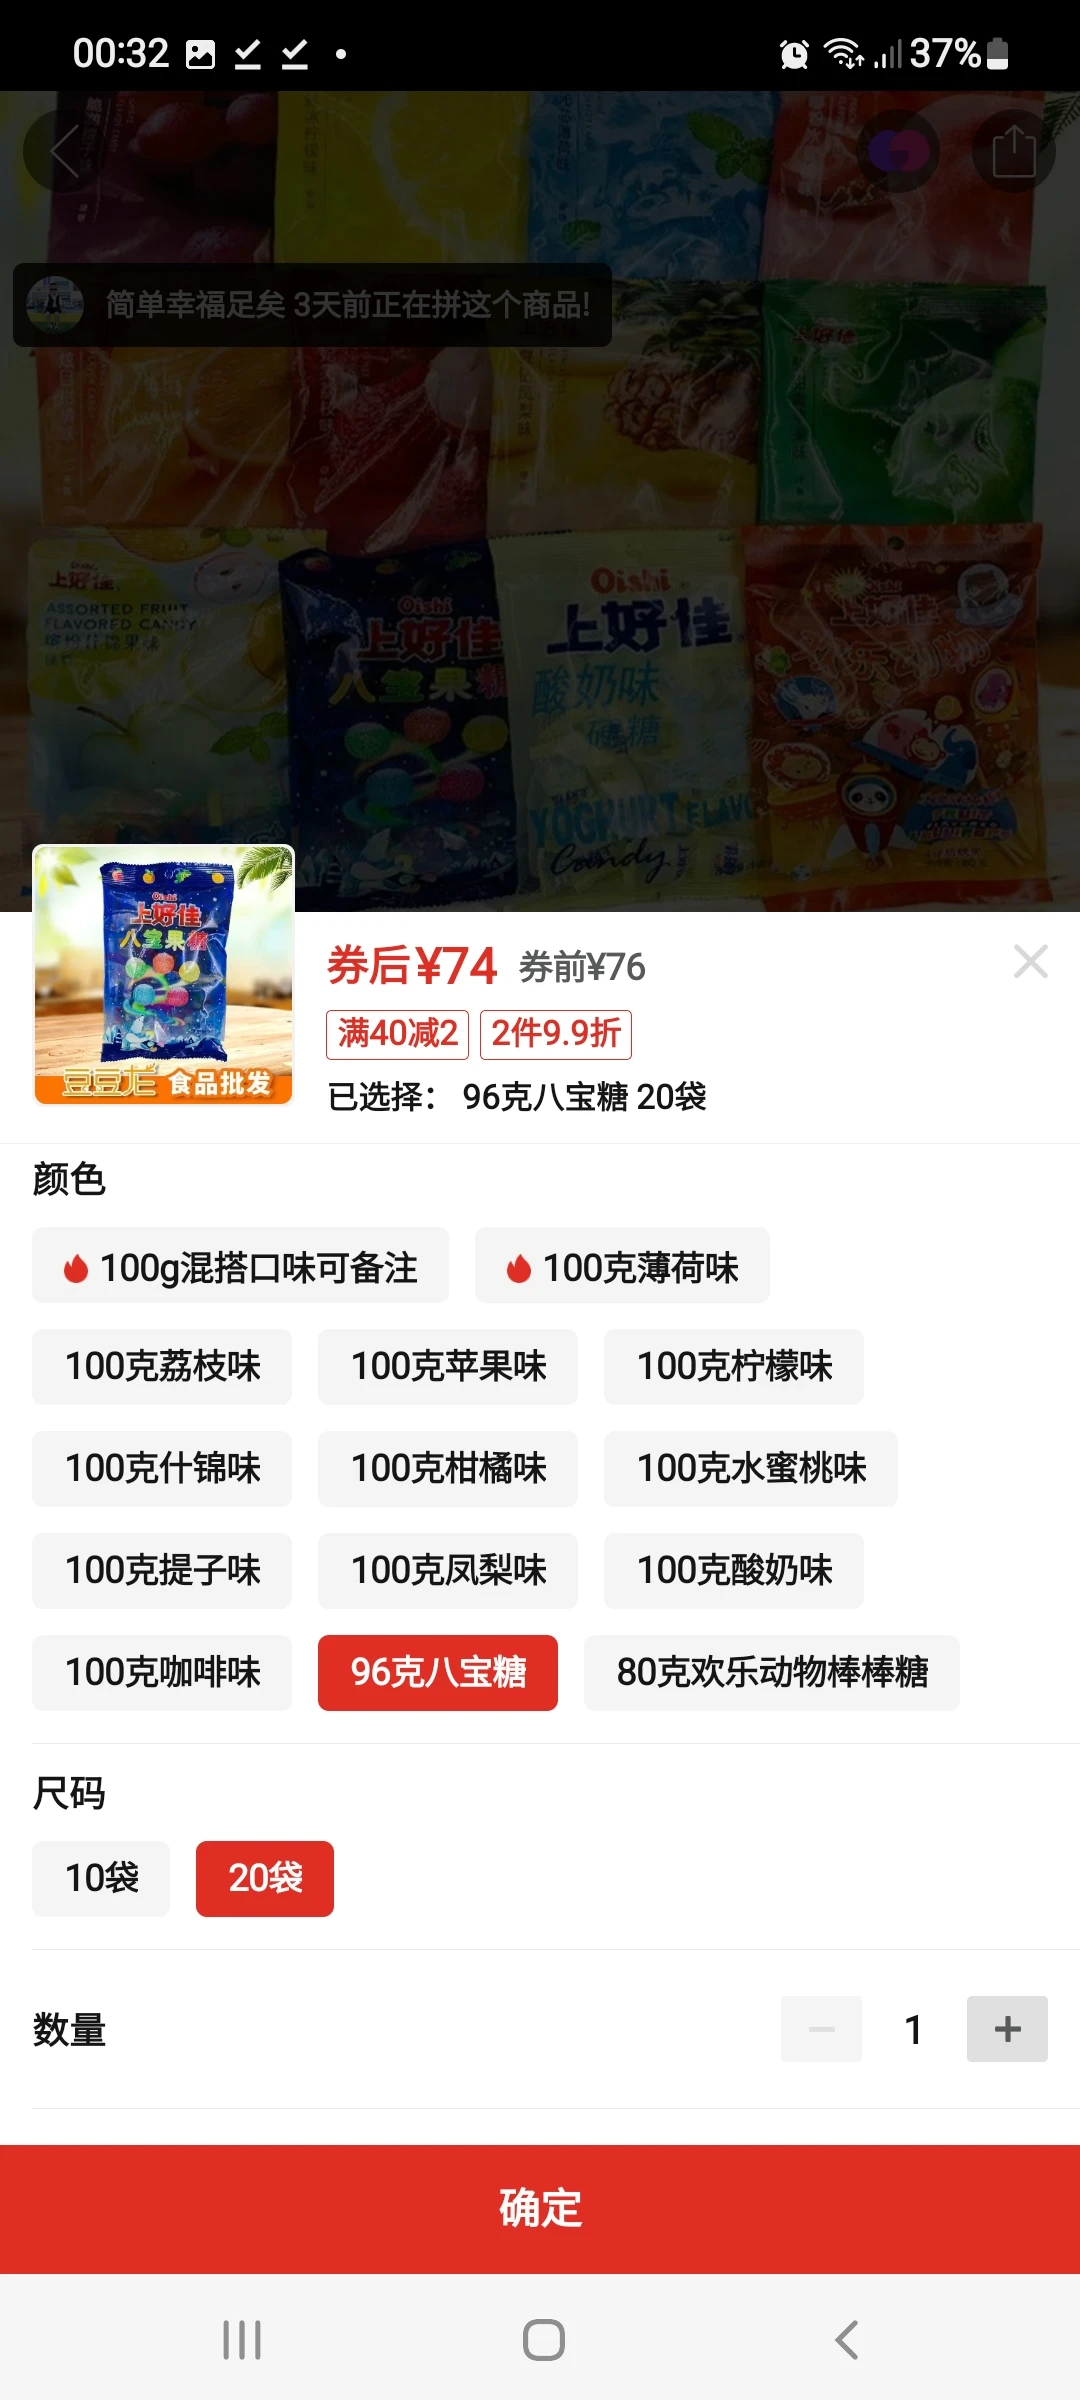 00:32
37%
简单幸福足矣 3天前正在拼这个商品!
上好佳
ASSORTED FRUIT
FLAVORED CANDY
缤纷什锦果味
Oishi
上好佳
八宝果糖
Oishi
上好佳
酸奶味
硬糖
YOGHURT FLAVO
Candy
上好佳
欢乐动物
Oishi
上好佳
八宝果糖
豆豆龙 食品批发
券后¥74 券前¥76
满40减2 2件9.9折
已选择： 96克八宝糖 20袋
颜色
100g混搭口味可备注 100克薄荷味
100克荔枝味 100克苹果味 100克柠檬味
100克什锦味 100克柑橘味 100克水蜜桃味
100克提子味 100克凤梨味 100克酸奶味
100克咖啡味 96克八宝糖 80克欢乐动物棒棒糖
尺码
10袋 20袋
数量 1
确定